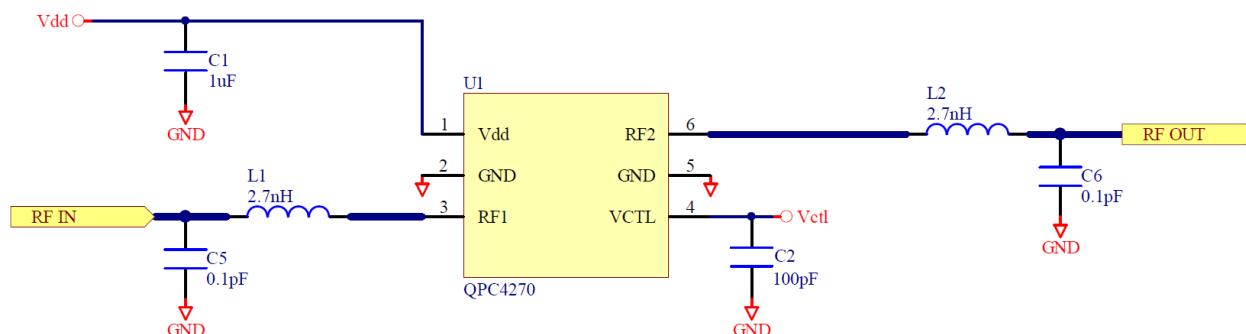 Vdd
C1
1uF
GND
U1
1
Vdd
RF2
6
L2
2.7nH
RF OUT
2
GND
GND
5
C6
0.1pF
L1
2.7nH
RF IN
3
RF1
VCTL
4
Vctl
C5
0.1pF
C2
100pF
GND
QPC4270
GND
GND